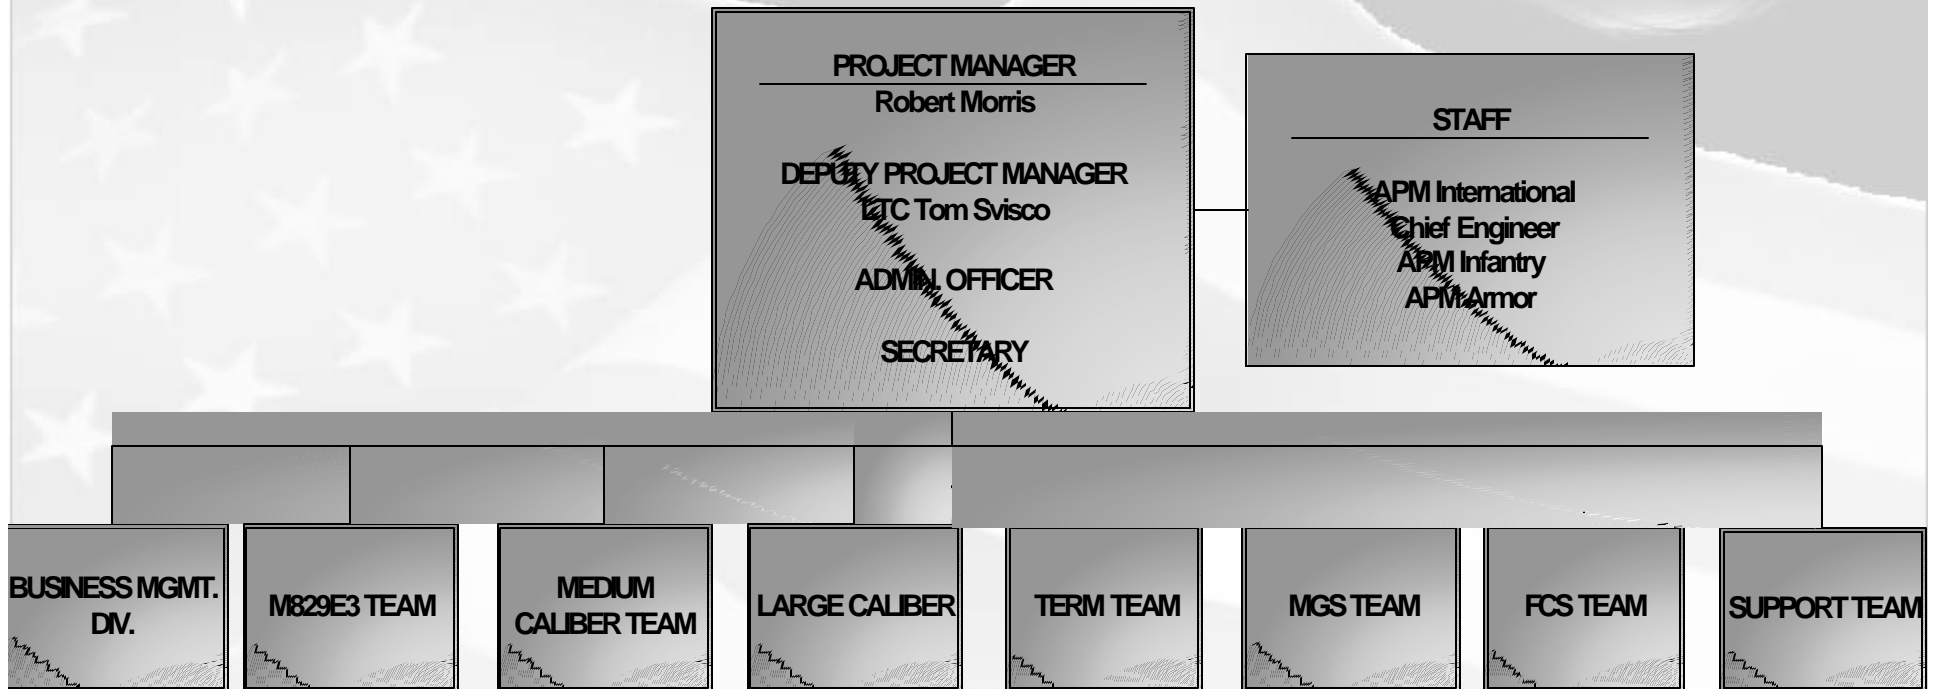 PROJECT MANAGER
Robert Morris
DEPUTY PROJECT MANAGER
LTC Tom Svisco
ADMIN. OFFICER
SECRETARY
STAFF
APM International
Chief Engineer
APM Infantry
APM Armor
BUSINESS MGMT.
DIV.
M829E3 TEAM
MEDIUM
CALIBER TEAM
LARGE CALIBER
TERM TEAM
MGS TEAM
FCS TEAM
SUPPORT TEAM